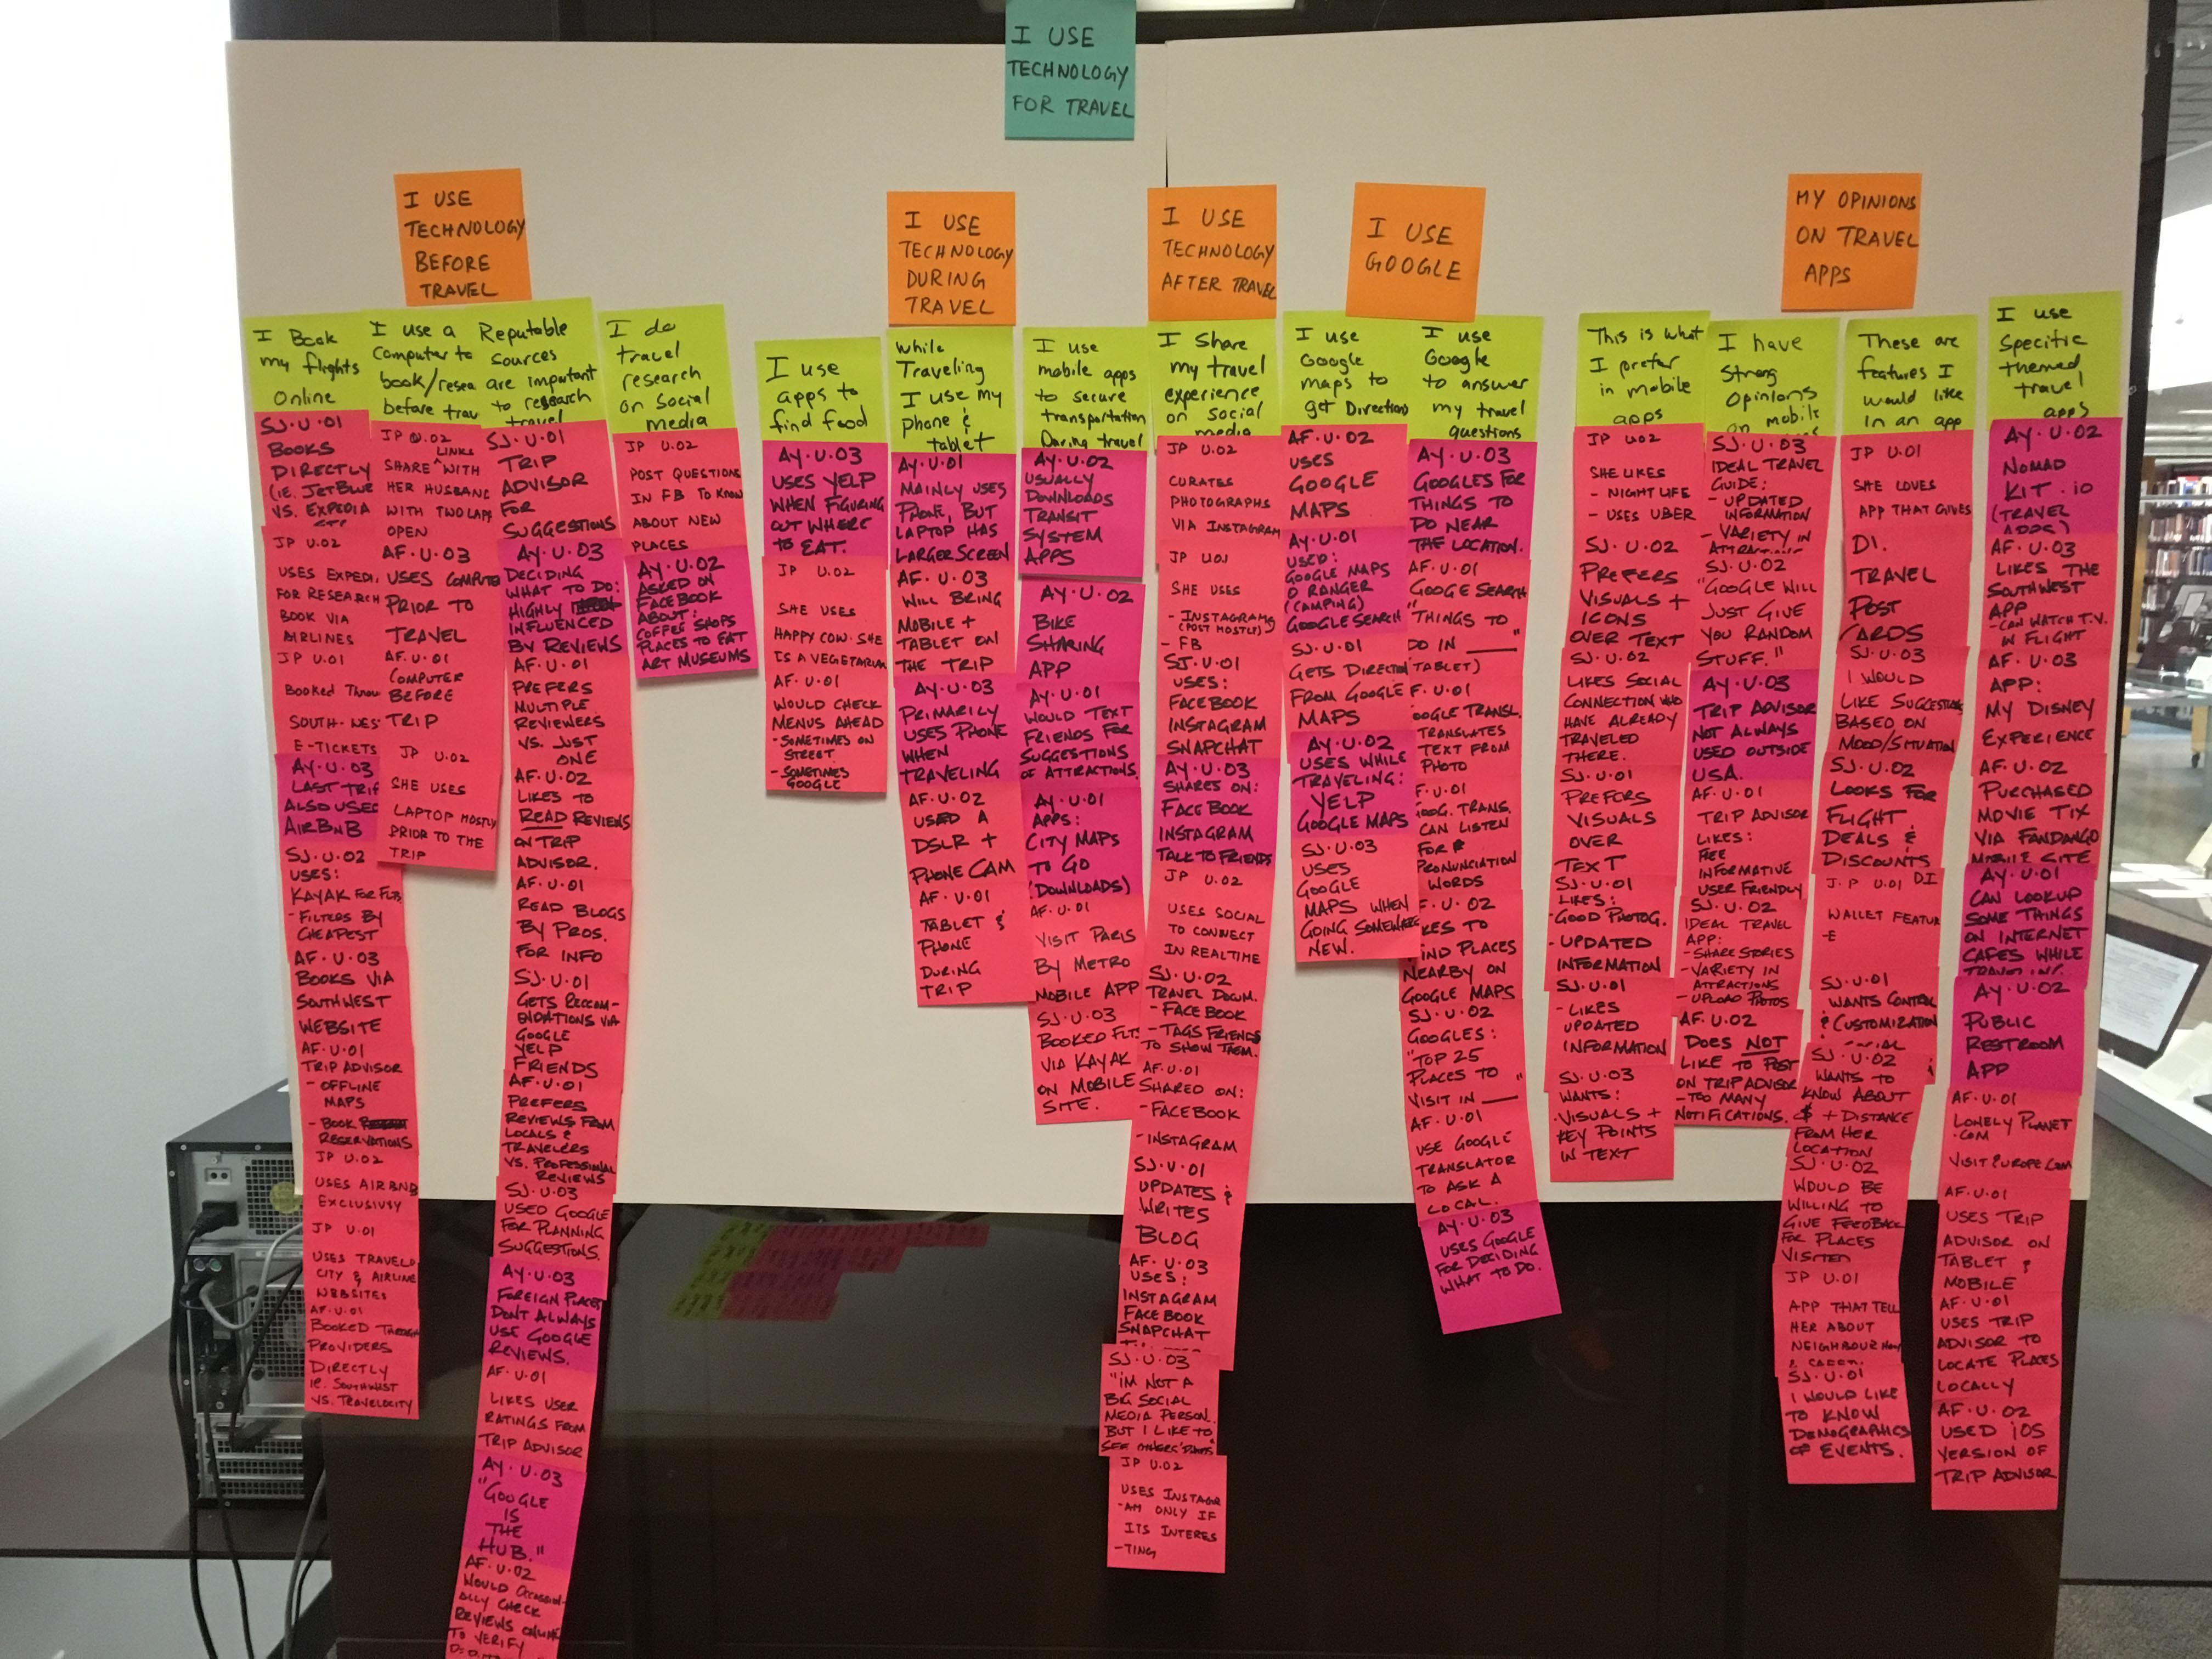 I USE
TECHNOLOGY
FOR TRAVEL
I USE
TECHNOLOGY
BEFORE
TRAVEL
I USE
TECHNOLOGY
DURING
TRAVEL
I USE
TECHNOLOGY
AFTER TRAVEL
I USE
GOOGLE
MY OPINIONS
ON TRAVEL
APPS
I Book
my flights
Online
SJ.U.01
BOOKS
DIRECTLY
(IE. JETBLUE
VS. EXPEDIA
JP U.02
USES EXPEDI
FOR RESEARCH
BOOK VIA
AIRLINES
JP U.01
BOOKED THROU
SOUTH-WES
E-TICKETS
AY.U.03
LAST TRIP
ALSO USED
AIRBNB
SJ.U.02
USES:
KAYAK FOR FLTS
- FILTERS BY
CHEAPEST
AF.U.03
BOOKS VIA
SOUTHWEST
WEBSITE
AF.U.01
TRIP ADVISOR
- OFFLINE
MAPS
- BOOK
RESERVATIONS
JP U.02
USES AIRBNB
EXCLUSIVY
JP U.01
USES TRAVELO
CITY & AIRLINE
WEBSITES
AF.U.01
BOOKED THROUGH
PROVIDERS
DIRECTLY
IE. SOUTHWEST
VS. TRAVELOCITY
I use a
Computer to
book/resea
before trav
JP U.02
LINKS
SHARE ^ WITH
HER HUSBAND
WITH TWO LAPS
OPEN
AF.U.03
USES COMPUTE
PRIOR TO
TRAVEL
AF.U.01
COMPUTER
BEFORE
TRIP
JP U.02
SHE USES
LAPTOP MOSTLY
PRIOR TO THE
TRIP
Reputable
sources
are important
to research
travel
SJ.U.01
TRIP
ADVISOR
FOR
SUGGESTIONS
AY.U.03
DECIDING
WHAT TO DO:
HIGHLY
INFLUENCED
BY REVIEWS
AF.U.01
PREFERS
MULTIPLE
REVIEWERS
VS. JUST
ONE
AF.U.02
LIKES TO
READ REVIEWS
ON TRIP
ADVISOR.
AF.U.01
READ BLOGS
BY PROS.
FOR INFO
SJ.U.01
GETS RECCOM-
ENDATIONS VIA
GOOGLE
YELP
FRIENDS
AF.U.01
PREFERS
REVIEWS FROM
LOCALS &
TRAVELERS
VS. PROFESSIONAL
REVIEWS
SJ.U.03
USED GOOGLE
FOR PLANNING
SUGGESTIONS.
AY.U.03
FOREIGN PLACES
DONT ALWAYS
USE GOOGLE
REVIEWS.
AF.U.01
LIKES USER
RATINGS FROM
TRIP ADVISOR
AY.U.03
"GOOGLE
IS
THE
HUB."
AF.U.02
WOULD OCCASSION-
ALLY CHECK
REVIEWS ONLINE
TO VERIFY
I do
travel
research
on Social
media
JP U.02
POST QUESTIONS
IN FB TO KNOW
ABOUT NEW
PLACES
AY.U.02
ASKED ON
FACEBOOK
ABOUT:
COFFEE SHOPS
PLACES TO EAT
ART MUSEUMS
I use
apps to
find food
AY.U.03
USES YELP
WHEN FIGURING
OUT WHERE
TO EAT.
JP U.02
SHE USES
HAPPY COW. SHE
IS A VEGETARIAN
AF.U.01
WOULD CHECK
MENUS AHEAD
- SOMETIMES ON
STREET.
- SOMETIMES
GOOGLE
while
Traveling
I use my
phone &
tablet
AY.U.01
MAINLY USES
PHONE, BUT
LAPTOP HAS
LARGER SCREEN
AF.U.03
WILL BRING
MOBILE +
TABLET ON
THE TRIP
AY.U.03
PRIMARILY
USES PHONE
WHEN
TRAVELING
AF.U.02
USED A
DSLR +
PHONE CAM
AF.U.01
TABLET &
PHONE
DURING
TRIP
I use
mobile apps
to secure
transportation
During travel
AY.U.02
USUALLY
DOWNLOADS
TRANSIT
SYSTEM
APPS
AY.U.02
BIKE
SHARING
APP
AY.U.01
WOULD TEXT
FRIENDS FOR
SUGGESTIONS
OF ATTRACTIONS.
AY.U.01
APPS:
CITY MAPS
TO GO
(DOWNLOADS)
AF.U.01
VISIT PARIS
BY METRO
MOBILE APP
SJ.U.03
BOOKED FLT.
VIA KAYAK
ON MOBILE
SITE.
I Share
my travel
experience
on Social
media
JP U.02
CURATES
PHOTOGRAPHS
VIA INSTAGRAM
JP U.01
SHE USES
- INSTAGRAM
(POST MOSTLY)
- FB
SJ.U.01
USES:
FACEBOOK
INSTAGRAM
SNAPCHAT
AY.U.03
SHARES ON:
FACEBOOK
INSTAGRAM
TALK TO FRIENDS
JP U.02
USES SOCIAL
TO CONNECT
IN REALTIME
SJ.U.02
TRAVEL DOCUM.
- FACEBOOK
- TAGS FRIENDS
TO SHOW THEM.
AF.U.01
SHARED ON:
- FACEBOOK
- INSTAGRAM
SJ.U.01
UPDATES &
WRITES
BLOG
AF.U.03
USES:
INSTAGRAM
FACEBOOK
SNAPCHAT
SJ.U.03
"IM NOT A
BIG SOCIAL
MEDIA PERSON..
BUT I LIKE TO
SEE OTHERS' POSTS
JP U.02
USES INSTAGR
-AM ONLY IF
ITS INTERES
-TING
I use
Google
maps to
get Directions
AF.U.02
USES
GOOGLE
MAPS
AY.U.01
USED:
GOOGLE MAPS
O RANGER
(CAMPING)
GOOGLE SEARCH
SJ.U.01
GETS DIRECTION
FROM GOOGLE
MAPS
AY.U.02
USES WHILE
TRAVELING:
YELP
GOOGLE MAPS
SJ.U.03
USES
GOOGLE
MAPS WHEN
GOING SOMEWHERE
NEW.
I use
Google
to answer
my travel
questions
AY.U.03
GOOGLES FOR
THINGS TO
DO NEAR
THE LOCATION.
AF.U.01
GOOGLE SEARCH
"THINGS TO
DO IN ____"
TABLET)
F.U.01
OOGLE TRANSL.
TRANSLATES
TEXT FROM
PHOTO
F.U.01
OOG. TRANS.
CAN LISTEN
FOR
PRONUNCIATION
WORDS
F.U.02
KES TO
IND PLACES
NEARBY ON
GOOGLE MAPS
SJ.U.02
GOOGLES:
"TOP 25
PLACES TO
VISIT IN ____"
AF.U.01
USE GOOGLE
TRANSLATOR
TO ASK A
LOCAL.
AY.U.03
USES GOOGLE
FOR DECIDING
WHAT TO DO.
This is what
I prefer
in mobile
apps
JP U.02
SHE LIKES
- NIGHT LIFE
- USES UBER
SJ.U.02
PREFERS
VISUALS +
ICONS
OVER TEXT
SJ.U.02
LIKES SOCIAL
CONNECTION WHO
HAVE ALREADY
TRAVELED
THERE.
SJ.U.01
PREFERS
VISUALS
OVER
TEXT
SJ.U.01
LIKES:
- GOOD PHOTOG.
- UPDATED
INFORMATION
SJ.U.01
- LIKES
UPDATED
INFORMATION
SJ.U.03
WANTS:
- VISUALS +
KEY POINTS
IN TEXT
I have
Strong
Opinions
on mobile
SJ.U.03
IDEAL TRAVEL
GUIDE:
- UPDATED
INFORMATION
- VARIETY IN
SJ.U.02
"GOOGLE WILL
JUST GIVE
YOU RANDOM
STUFF."
AY.U.03
TRIP ADVISOR
NOT ALWAYS
USED OUTSIDE
USA.
AF.U.01
TRIP ADVISOR
LIKES:
FREE
INFORMATIVE
USER FRIENDLY
SJ.U.02
IDEAL TRAVEL
APP:
- SHARE STORIES
- VARIETY IN
ATTRACTIONS
- UPLOAD PHOTOS
AF.U.02
DOES NOT
LIKE TO POST
ON TRIP ADVISOR
- TOO MANY
NOTIFICATIONS.
These are
features I
would like
In an app
JP U.01
SHE LOVES
APP THAT GIVES
D.I.
TRAVEL
POST
CARDS
SJ.U.03
I WOULD
LIKE SUGGESTIONS
BASED ON
MOOD/SITUATION
SJ.U.02
LOOKS FOR
FLIGHT
DEALS &
DISCOUNTS
J.P U.01 D.I
WALLET FEATUR
-E
SJ.U.01
WANTS CONTROL
& CUSTOMIZATION
SJ.U.02
WANTS TO
KNOW ABOUT
$ + DISTANCE
FROM HER
LOCATION
SJ.U.02
WOULD BE
WILLING TO
GIVE FEEDBACK
FOR PLACES
VISITED
JP U.01
APP THAT TELL
HER ABOUT
NEIGHBOURHOOD
SJ.U.01
I WOULD LIKE
TO KNOW
DEMOGRAPHICS
OF EVENTS.
I use
Specific
themed
travel
apps
AY.U.02
NOMAD
KIT.io
(TRAVEL
APPS)
AF.U.03
LIKES THE
SOUTHWEST
APP
- CAN WATCH T.V.
IN FLIGHT
AF.U.03
APP:
MY DISNEY
EXPERIENCE
AF.U.02
PURCHASED
MOVIE TIX
VIA FANDANGO
MOBILE SITE
AY.U.01
CAN LOOKUP
SOME THINGS
ON INTERNET
CAFES WHILE
TRAVELING.
AY.U.02
PUBLIC
RESTROOM
APP
AF.U.01
LONELY PLANET
.COM
VISIT EUROPE.COM
AF.U.01
USES TRIP
ADVISOR ON
TABLET &
MOBILE
AF.U.01
USES TRIP
ADVISOR TO
LOCATE PLACES
LOCALLY
AF.U.02
USED iOS
VERSION OF
TRIP ADVISOR